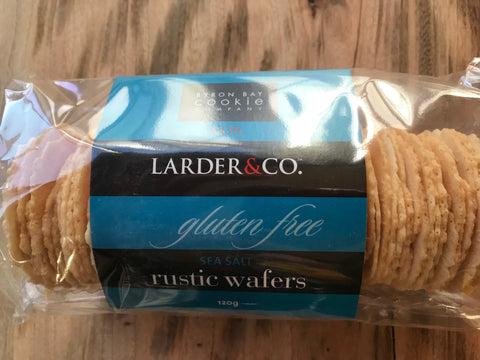 BYRON BAY
cookie
COMPANY
LARDER&CO.
gluten free
SEA SALT
rustic wafers
120g